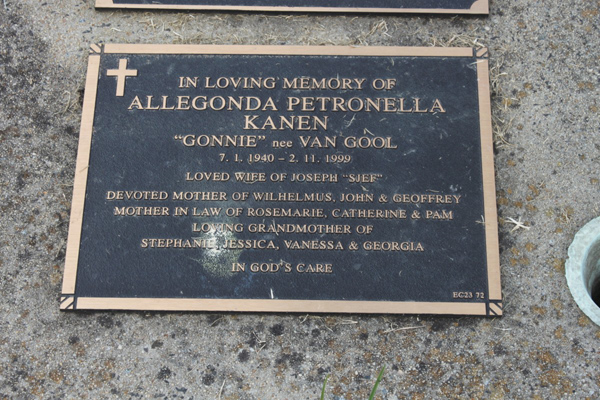 IN LOVING MEMORY OF
ALLEGONDA PETRONELLA
KANEN
"GONNIE" nee VAN GOOL
7. 1. 1940 – 2. 11. 1999
LOVED WIFE OF JOSEPH "SJEF"
DEVOTED MOTHER OF WILHELMUS, JOHN & GEOFFREY
MOTHER IN LAW OF ROSEMARIE, CATHERINE & PAM
LOVING GRANDMOTHER OF
STEPHANIE, JESSICA, VANESSA & GEORGIA
IN GOD'S CARE
EC23 72